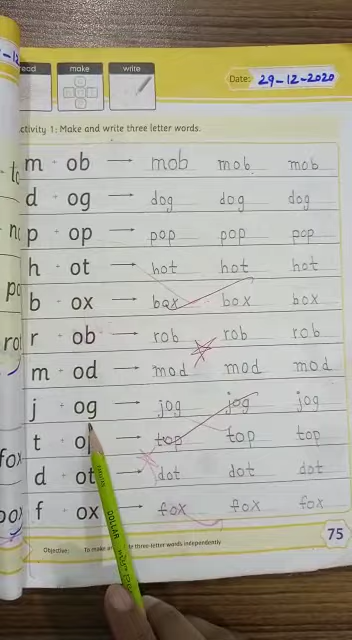 read make write
Date: 29-12-2020
Activity 1: Make and write three letter words.
m + ob → mob mob mob
d + og → dog dog dog
p + op → pop pop pop
h + ot → hot hot hot
b + ox → box box box
r + ob → rob rob rob
m + od → mod mod mod
j + og → jog jog jog
t + op → top top top
d + ot → dot dot dot
f + ox → fox fox fox
75
Objective: To make and write three-letter words independently
DOLLAR